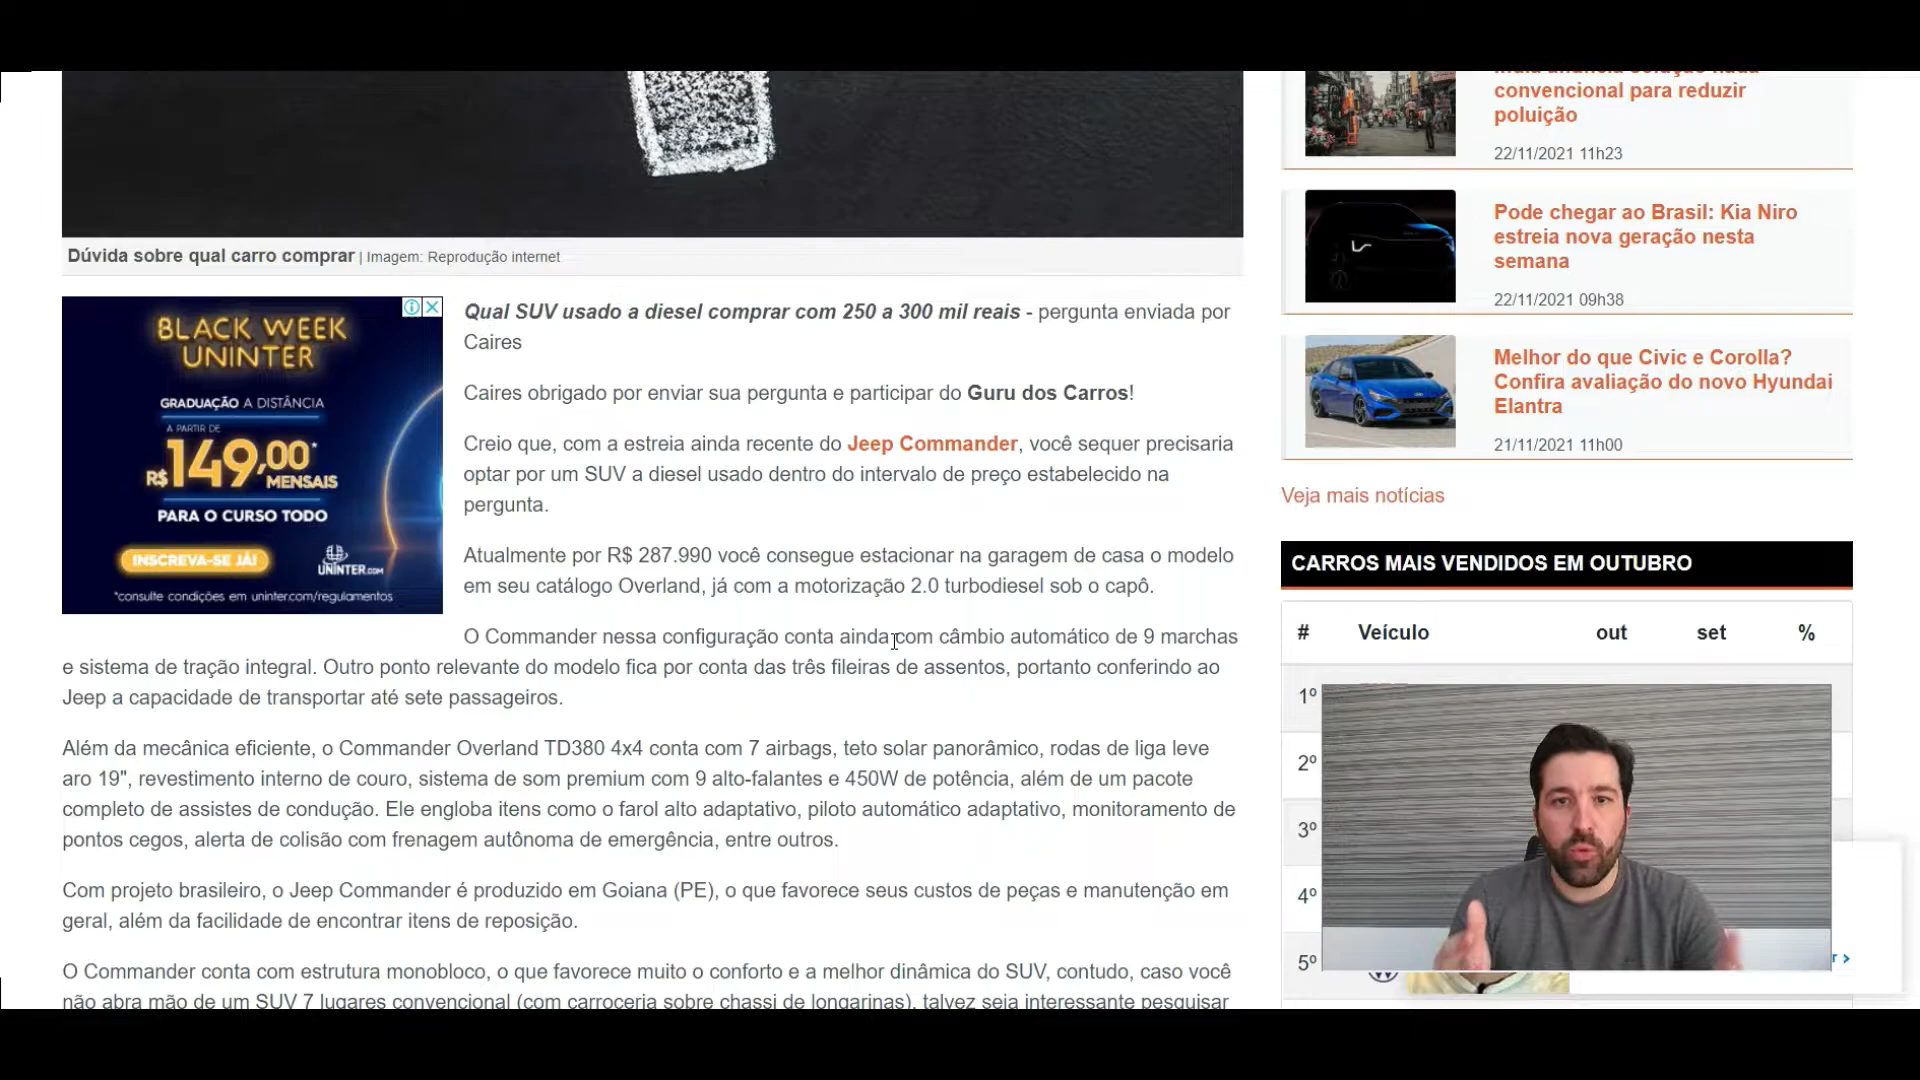 Dúvida sobre qual carro comprar | Imagem: Reprodução internet
BLACK WEEK
UNINTER
GRADUAÇÃO A DISTÂNCIA
A PARTIR DE
R$149,00*
MENSAIS
PARA O CURSO TODO
INSCREVA-SE JÁ!
UNINTER.COM
*consulte condições em uninter.com/regulamentos
Qual SUV usado a diesel comprar com 250 a 300 mil reais - pergunta enviada por
Caires
Caires obrigado por enviar sua pergunta e participar do Guru dos Carros!
Creio que, com a estreia ainda recente do Jeep Commander, você sequer precisaria
optar por um SUV a diesel usado dentro do intervalo de preço estabelecido na
pergunta.
Atualmente por R$ 287.990 você consegue estacionar na garagem de casa o modelo
em seu catálogo Overland, já com a motorização 2.0 turbodiesel sob o capô.
O Commander nessa configuração conta ainda com câmbio automático de 9 marchas
e sistema de tração integral. Outro ponto relevante do modelo fica por conta das três fileiras de assentos, portanto conferindo ao
Jeep a capacidade de transportar até sete passageiros.
Além da mecânica eficiente, o Commander Overland TD380 4x4 conta com 7 airbags, teto solar panorâmico, rodas de liga leve
aro 19", revestimento interno de couro, sistema de som premium com 9 alto-falantes e 450W de potência, além de um pacote
completo de assistes de condução. Ele engloba itens como o farol alto adaptativo, piloto automático adaptativo, monitoramento de
pontos cegos, alerta de colisão com frenagem autônoma de emergência, entre outros.
Com projeto brasileiro, o Jeep Commander é produzido em Goiana (PE), o que favorece seus custos de peças e manutenção em
geral, além da facilidade de encontrar itens de reposição.
O Commander conta com estrutura monobloco, o que favorece muito o conforto e a melhor dinâmica do SUV, contudo, caso você
não abra mão de um SUV 7 lugares convencional (com carroceria sobre chassi de longarinas), talvez seja interessante pesquisar
convencional para reduzir
poluição
22/11/2021 11h23
Pode chegar ao Brasil: Kia Niro
estreia nova geração nesta
semana
22/11/2021 09h38
Melhor do que Civic e Corolla?
Confira avaliação do novo Hyundai
Elantra
21/11/2021 11h00
Veja mais notícias
CARROS MAIS VENDIDOS EM OUTUBRO
# Veículo out set %
1º
2º
3º
4º
5º
r >